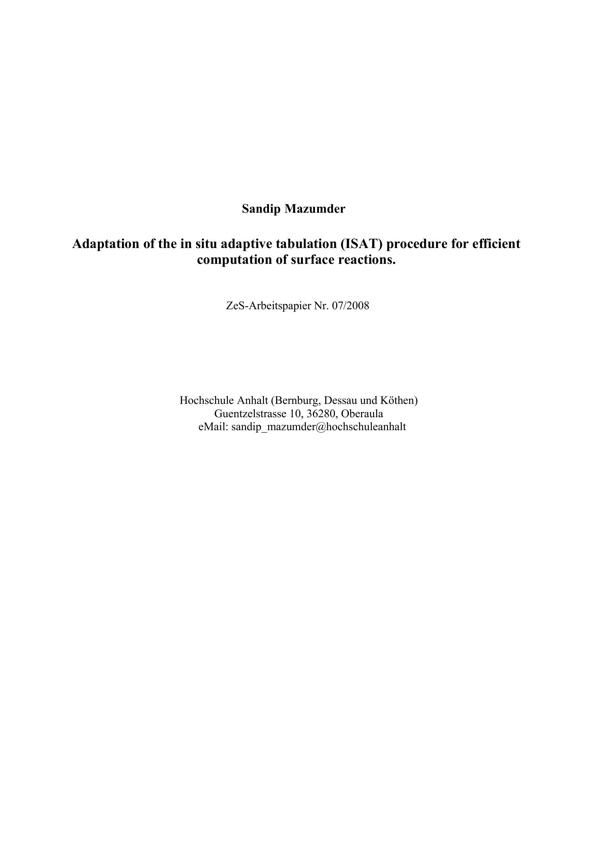 Sandip Mazumder
Adaptation of the in situ adaptive tabulation (ISAT) procedure for efficient
computation of surface reactions.
ZeS-Arbeitspapier Nr. 07/2008
Hochschule Anhalt (Bernburg, Dessau und Köthen)
Guentzelstrasse 10, 36280, Oberaula
eMail: sandip_mazumder@hochschuleanhalt